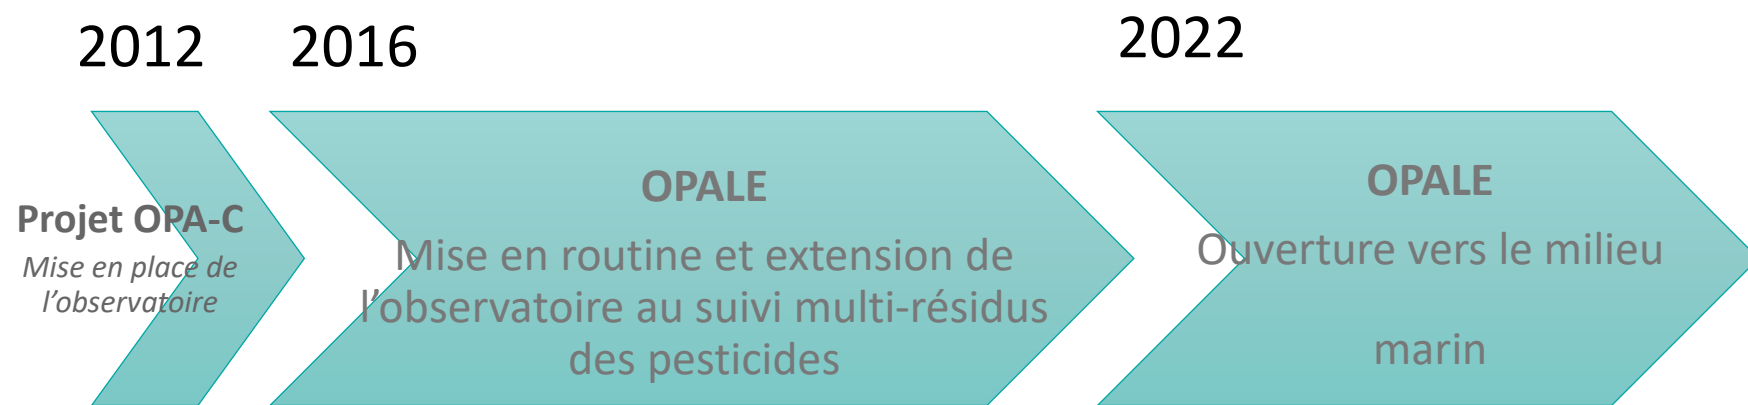 2012
2016
2022
Projet OPA-C
Mise en place de
l’observatoire
OPALE
Mise en routine et extension de
l’observatoire au suivi multi-résidus
des pesticides
OPALE
Ouverture vers le milieu
marin